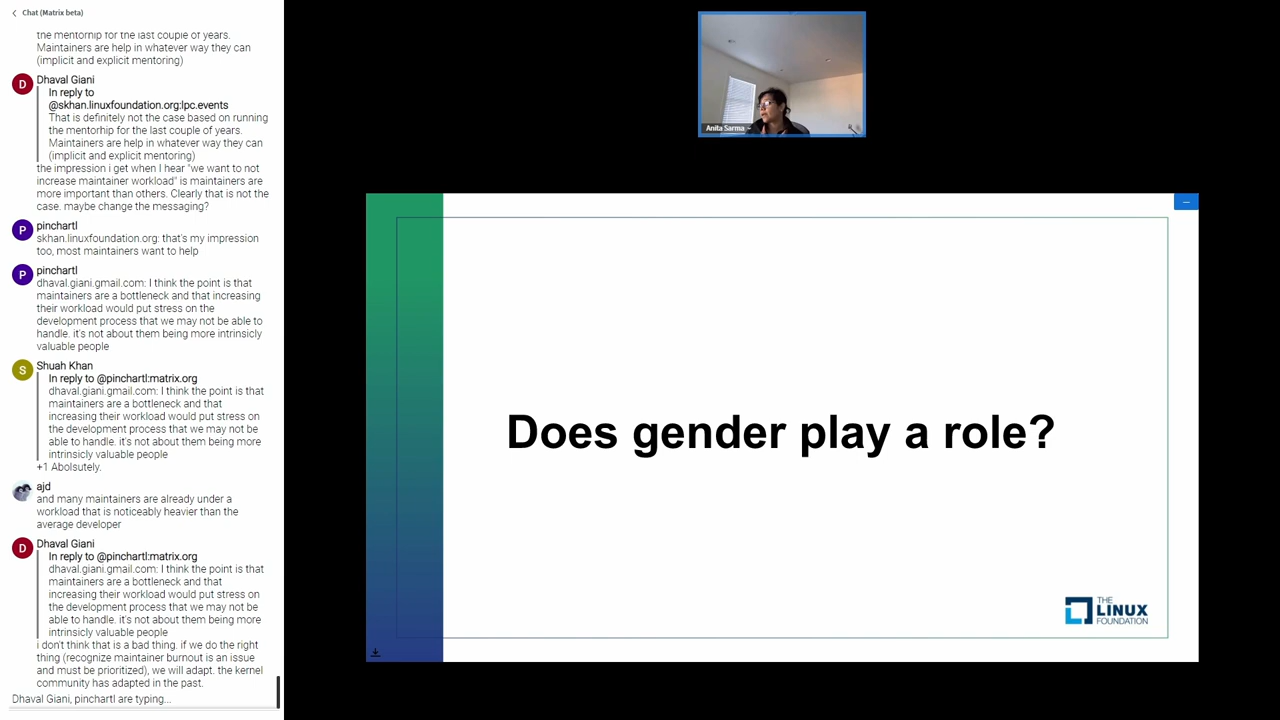 Chat (Matrix beta)
the mentorhip for the last couple of years.
Maintainers are help in whatever way they can
(implicit and explicit mentoring)
D
Dhaval Giani
In reply to
@skhan.linuxfoundation.org:lpc.events
That is definitely not the case based on running
the mentorhip for the last couple of years.
Maintainers are help in whatever way they can
(implicit and explicit mentoring)
the impression i get when I hear "we want to not
increase maintainer workload" is maintainers are
more important than others. Clearly that is not the
case. maybe change the messaging?
P
pinchartl
skhan.linuxfoundation.org: that's my impression
too, most maintainers want to help
P
pinchartl
dhaval.giani.gmail.com: I think the point is that
maintainers are a bottleneck and that increasing
their workload would put stress on the
development process that we may not be able to
handle. it's not about them being more intrinsicly
valuable people
S
Shuah Khan
In reply to @pinchartl:matrix.org
dhaval.giani.gmail.com: I think the point is that
maintainers are a bottleneck and that
increasing their workload would put stress on
the development process that we may not be
able to handle. it's not about them being more
intrinsicly valuable people
+1 Abolsutely.
ajd
and many maintainers are already under a
workload that is noticeably heavier than the
average developer
D
Dhaval Giani
In reply to @pinchartl:matrix.org
dhaval.giani.gmail.com: I think the point is that
maintainers are a bottleneck and that
increasing their workload would put stress on
the development process that we may not be
able to handle. it's not about them being more
intrinsicly valuable people
i don't think that is a bad thing. if we do the right
thing (recognize maintainer burnout is an issue
and must be prioritized), we will adapt. the kernel
community has adapted in the past.
Dhaval Giani, pinchartl are typing...
Anita Sarma
Does gender play a role?
THE
LINUX
FOUNDATION